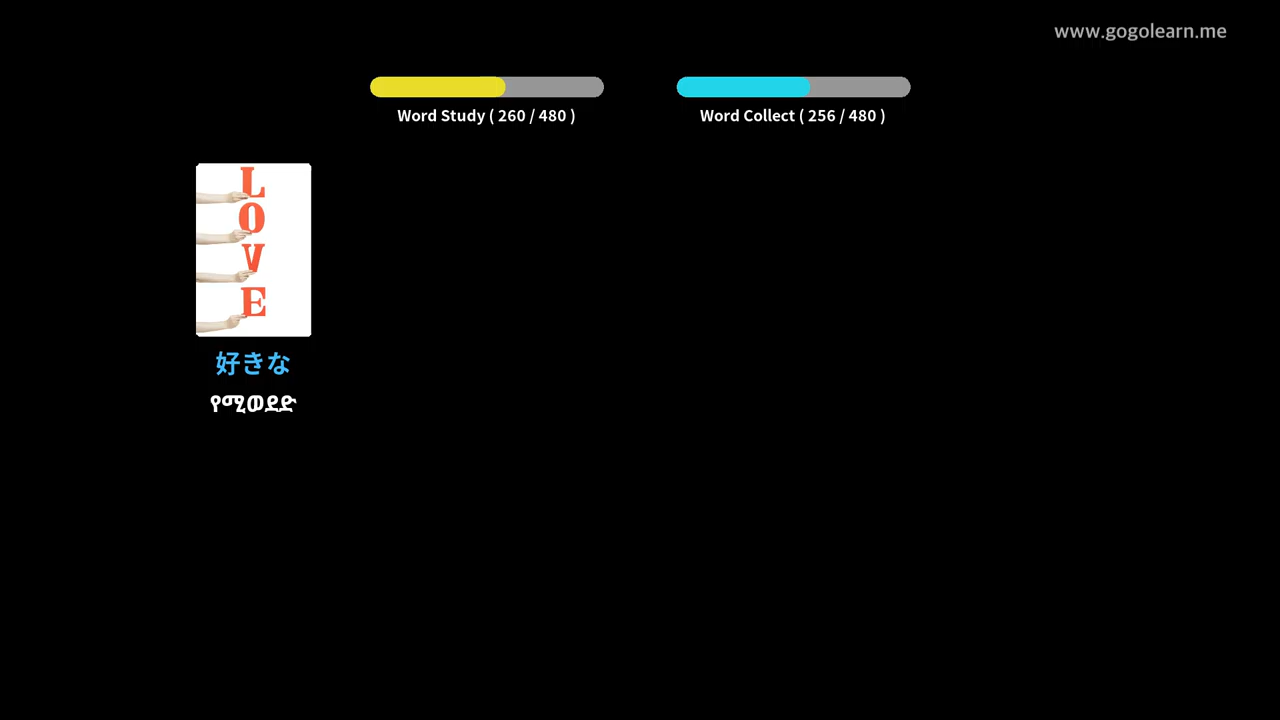 www.gogolearn.me
Word Study ( 260 / 480 )
Word Collect ( 256 / 480 )
L
O
V
E
好きな
የሚወደድ